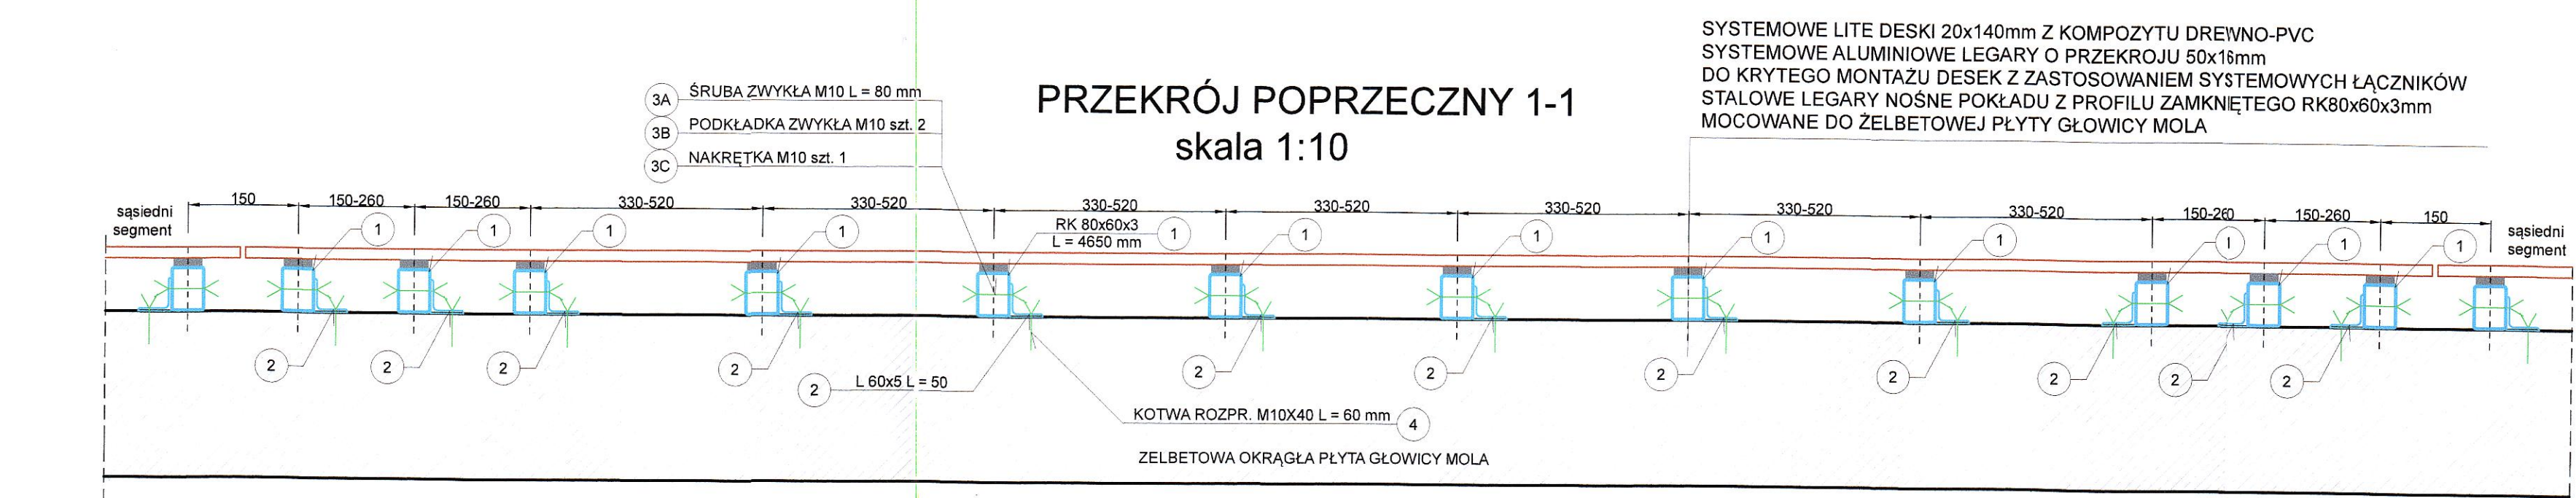 SYSTEMOWE LITE DESKI 20x140mm Z KOMPOZYTU DREWNO-PVC
SYSTEMOWE ALUMINIOWE LEGARY O PRZEKROJU 50x16mm
DO KRYTEGO MONTAŻU DESEK Z ZASTOSOWANIEM SYSTEMOWYCH ŁĄCZNIKÓW
STALOWE LEGARY NOŚNE POKŁADU Z PROFILU ZAMKNIĘTEGO RK80x60x3mm
MOCOWANE DO ŻELBETOWEJ PŁYTY GŁOWICY MOLA
PRZEKRÓJ POPRZECZNY 1-1
skala 1:10
3A ŚRUBA ZWYKŁA M10 L = 80 mm
3B PODKŁADKA ZWYKŁA M10 szt. 2
3C NAKRĘTKA M10 szt. 1
150 150-260 150-260 330-520 330-520 330-520 330-520 330-520 330-520 330-520 150-260 150-260 150
sąsiedni
segment
sąsiedni
segment
1 1 1 1
RK 80x60x3
L = 4650 mm
1 1 1 1 1 1 1 1
2 2 2 2 2 2 2 2 2 2 2 2
L 60x5 L = 50
KOTWA ROZPR. M10X40 L = 60 mm 4
ZELBETOWA OKRĄGŁA PŁYTA GŁOWICY MOLA